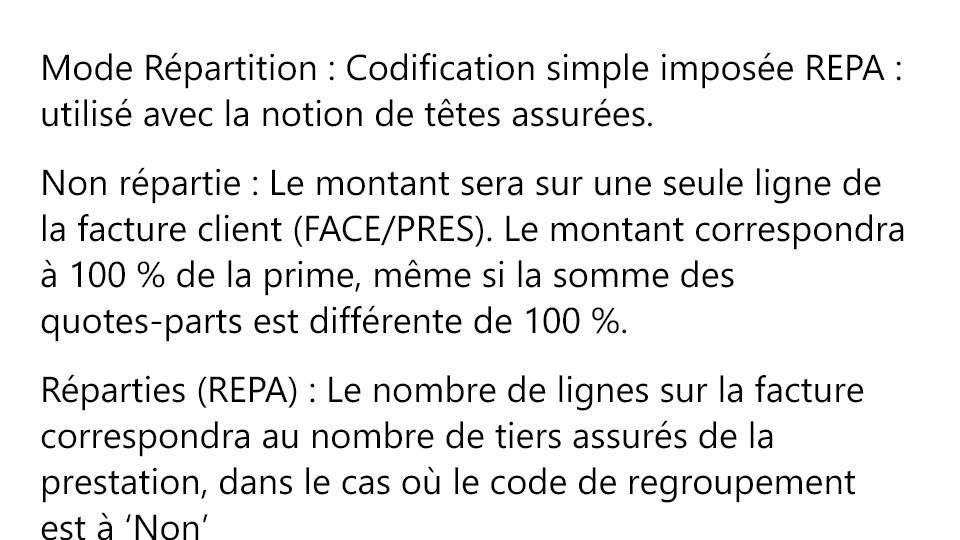 Mode Répartition : Codification simple imposée REPA :
utilisé avec la notion de têtes assurées.
Non répartie : Le montant sera sur une seule ligne de
la facture client (FACE/PRES). Le montant correspondra
à 100 % de la prime, même si la somme des
quotes-parts est différente de 100 %.
Réparties (REPA) : Le nombre de lignes sur la facture
correspondra au nombre de tiers assurés de la
prestation, dans le cas où le code de regroupement
est à ‘Non’